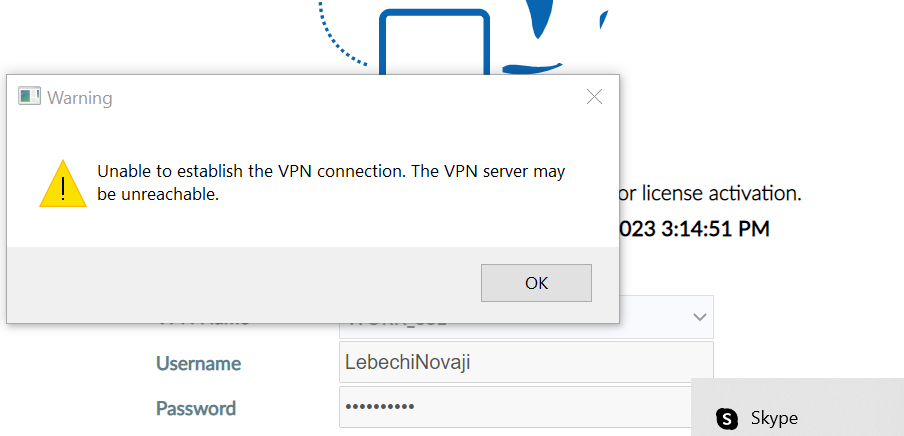 Warning
Unable to establish the VPN connection. The VPN server may
be unreachable.
or license activation.
023 3:14:51 PM
OK
Username
LebechiNovaji
Password
••••••••••
Skype